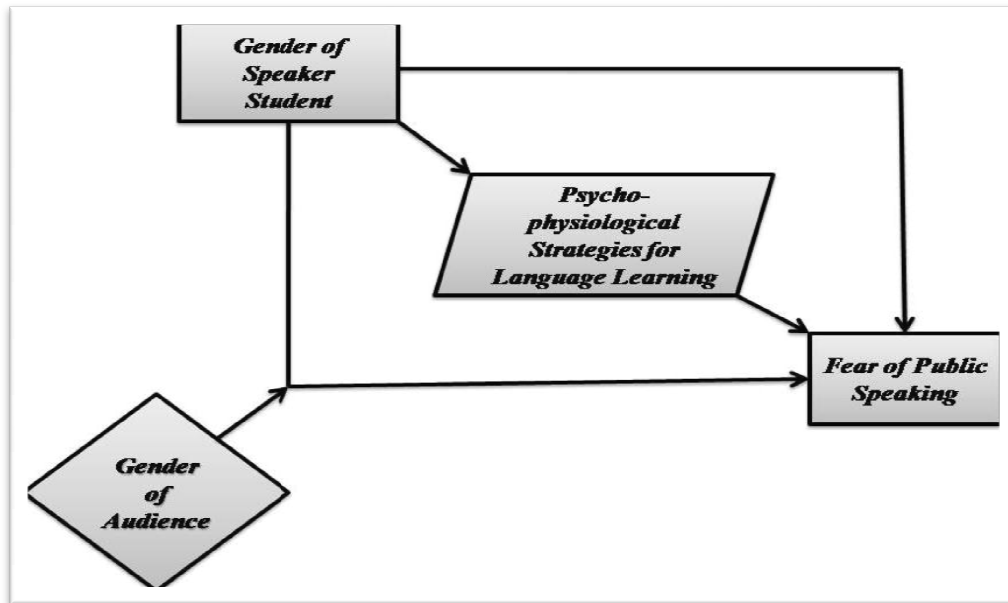 Gender of
Speaker
Student
Psycho-
physiological
Strategies for
Language Learning
Fear of Public
Speaking
Gender
of
Audience